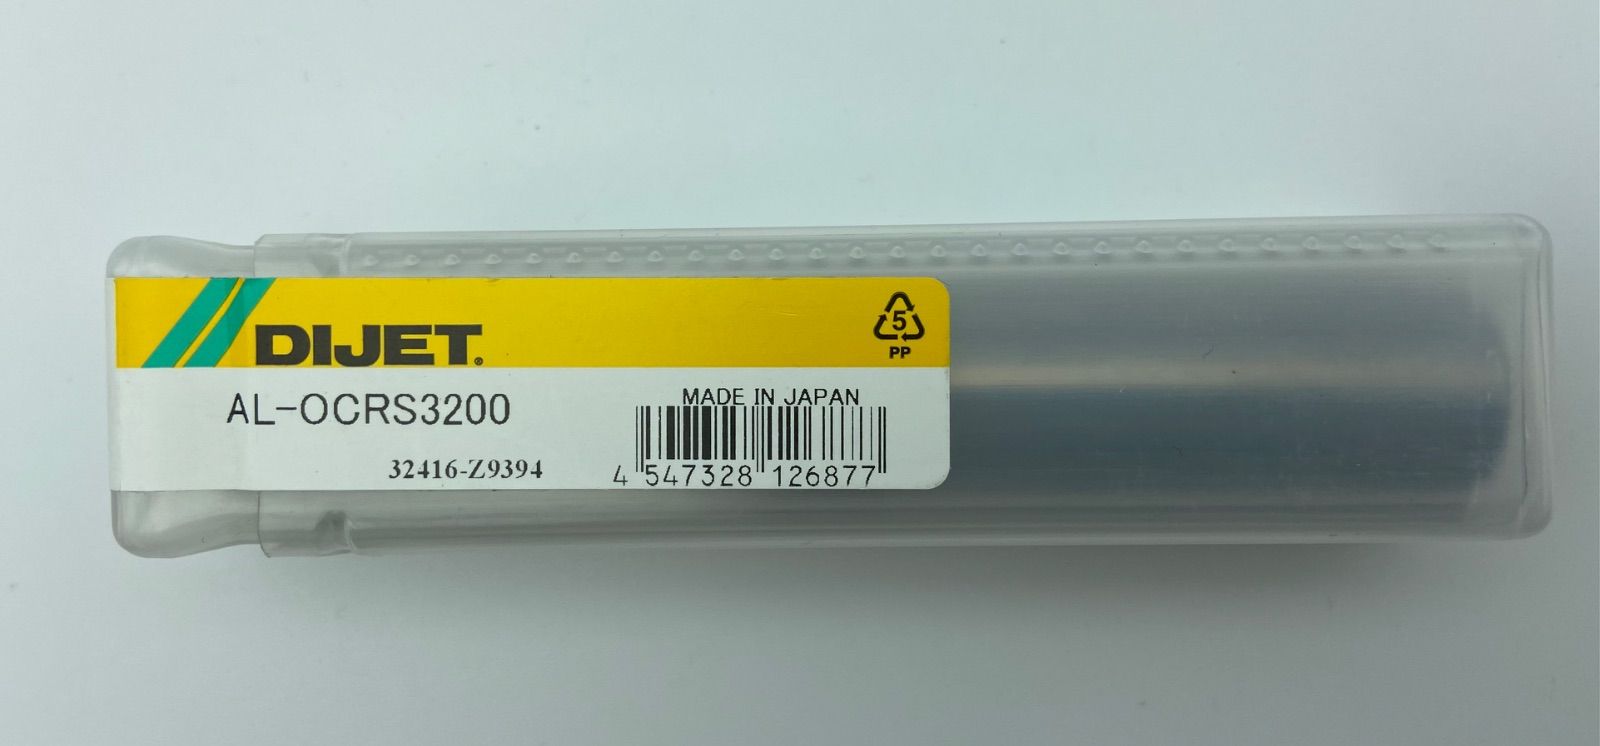 DIJET®
5
PP
AL-OCRS3200
MADE IN JAPAN
32416-Z9394
4 547328 126877